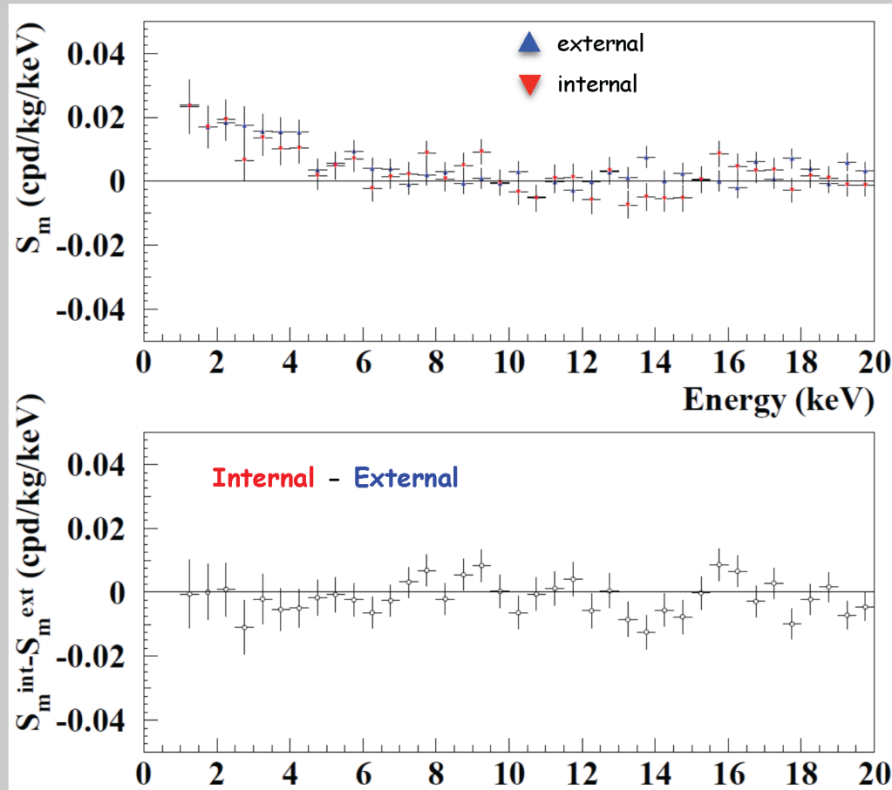 external
internal
S_m (cpd/kg/keV)
0.04
0.02
0
-0.02
-0.04
0 2 4 6 8 10 12 14 16 18 20
Energy (keV)
Internal - External
S_m^int-S_m^ext (cpd/kg/keV)
0.04
0.02
0
-0.02
-0.04
0 2 4 6 8 10 12 14 16 18 20